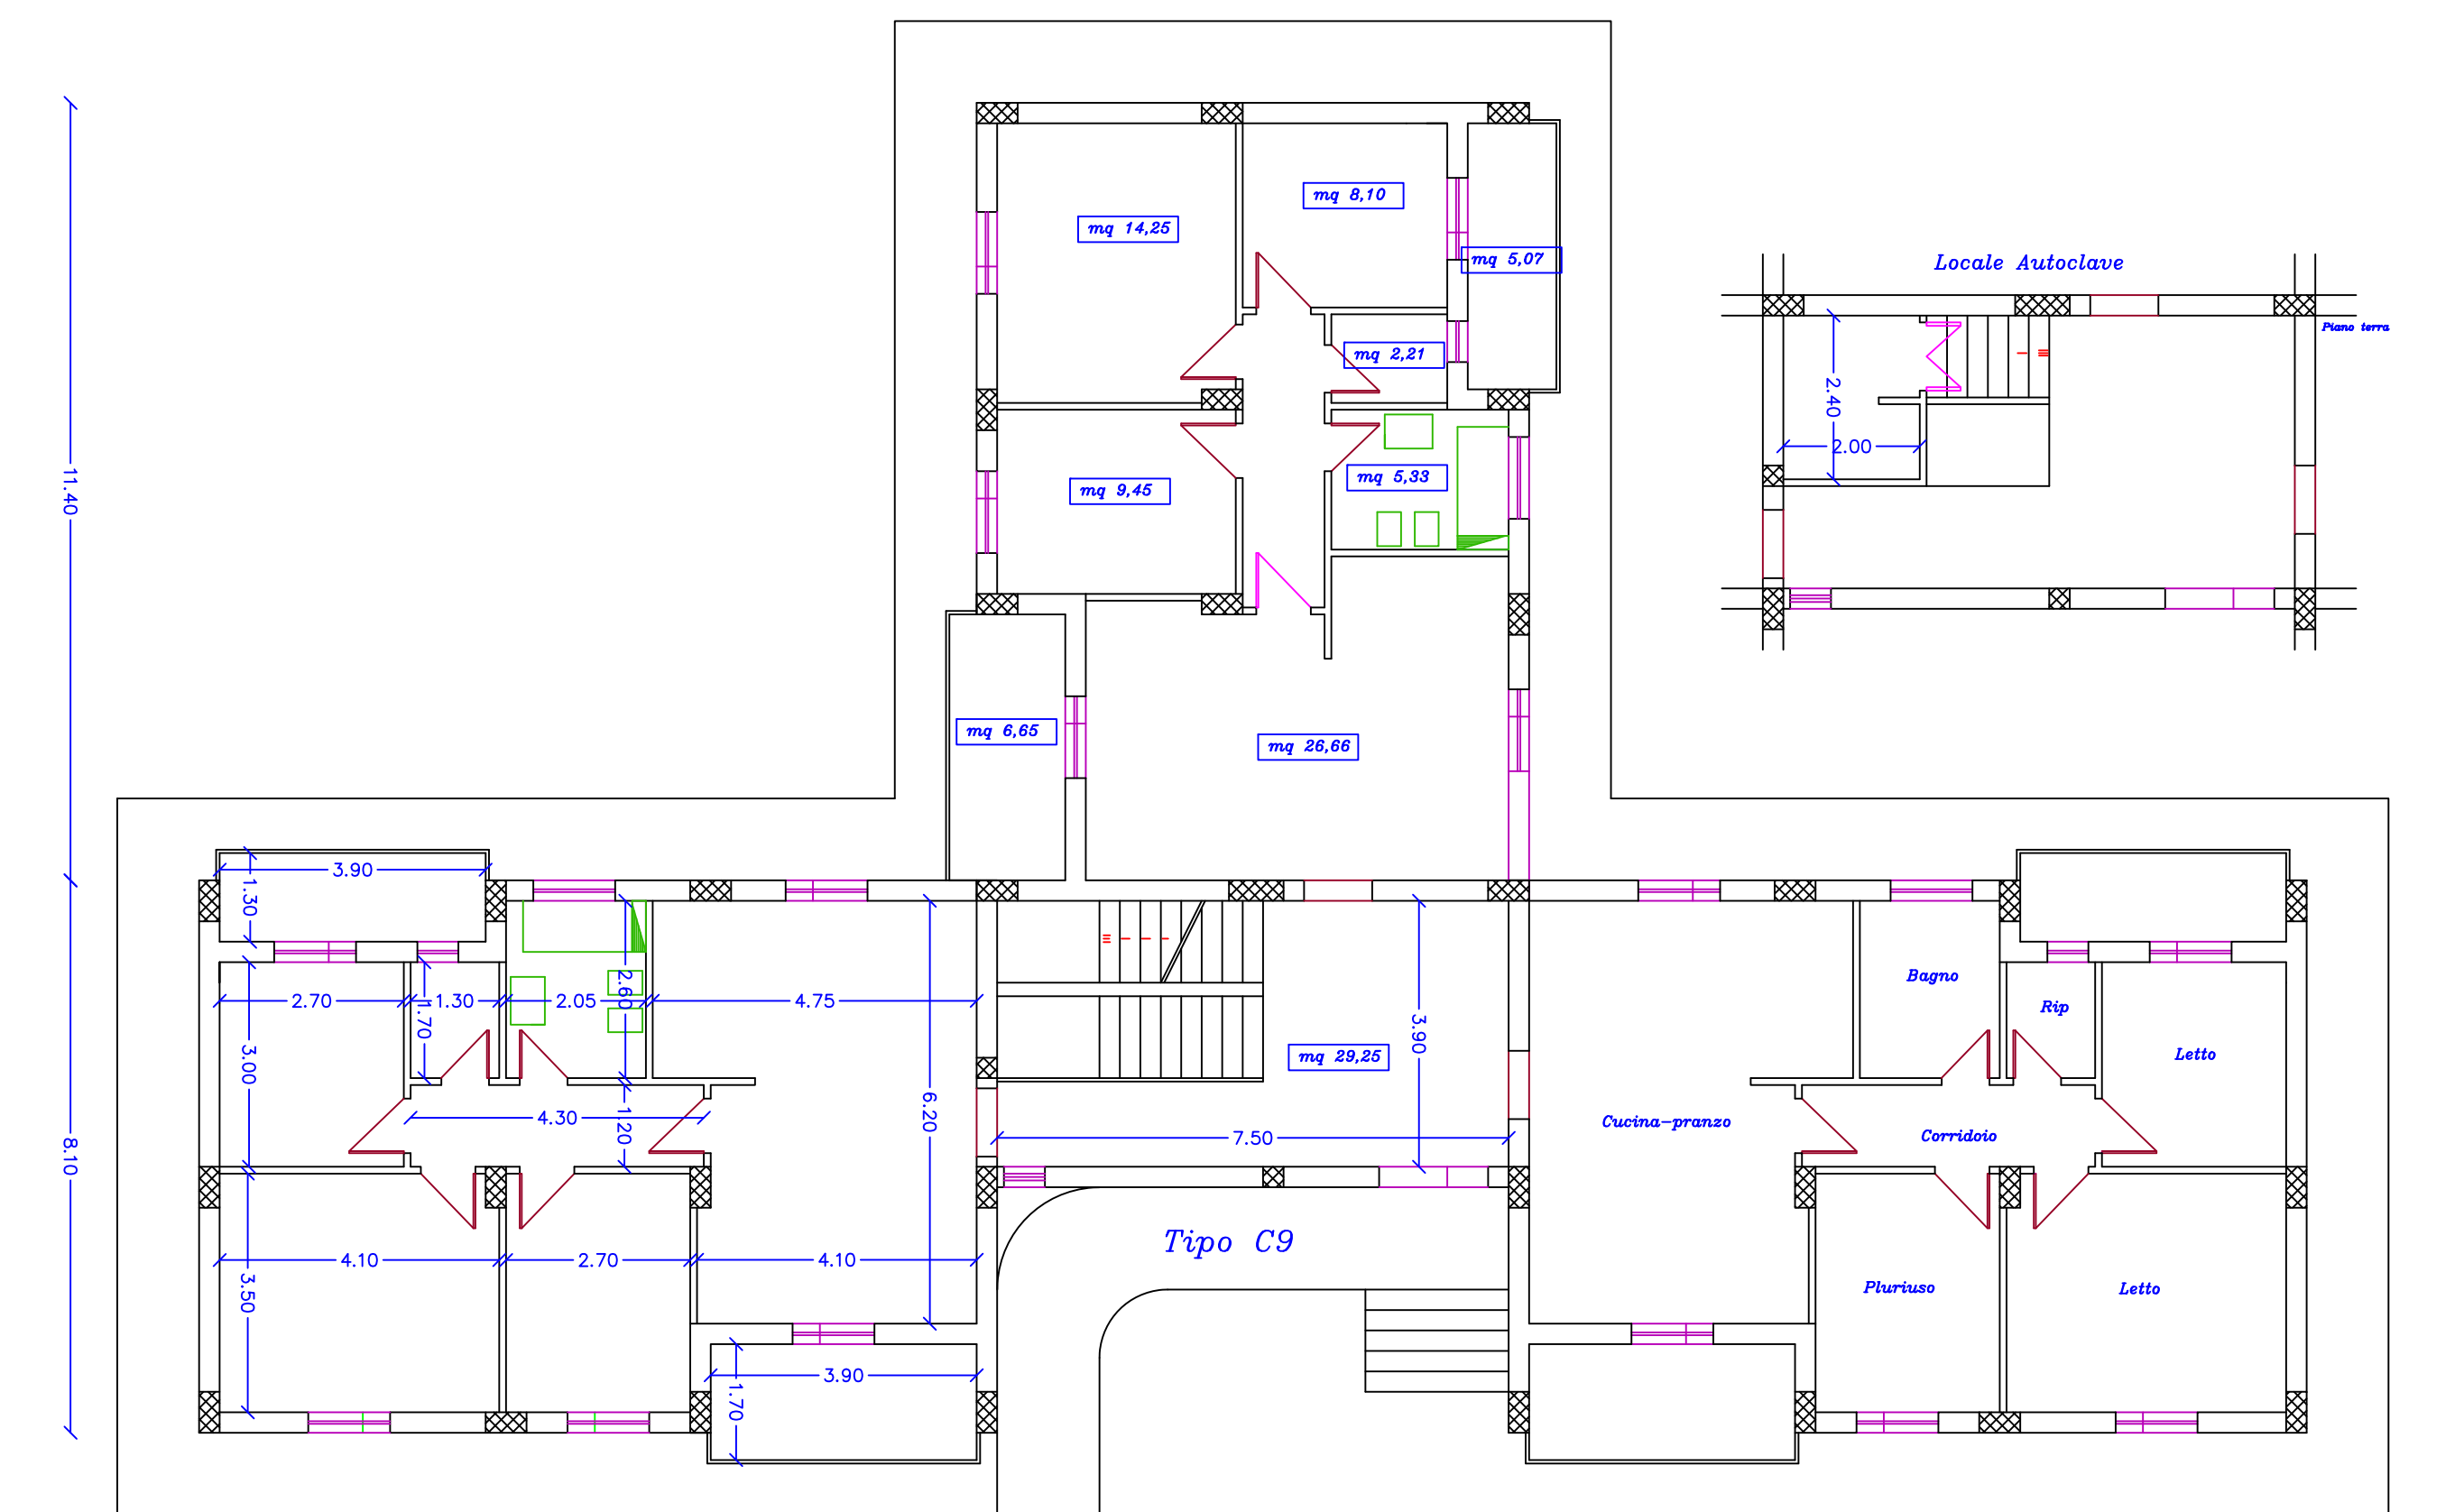 mq 8,10
mq 14,25
mq 5,07
Locale Autoclave
Piano terra
mq 2,21
2.40
2.00
mq 5,33
mq 9,45
11.40
mq 6,65
mq 26,66
3.90
1.30
2.70
1.30
2.05
2.60
4.75
1.70
3.00
4.30
1.20
6.20
mq 29,25
3.90
7.50
Bagno
Rip
Letto
Cucina-pranzo
Corridoio
8.10
4.10
2.70
4.10
3.50
Tipo C9
Pluriuso
Letto
3.90
1.70